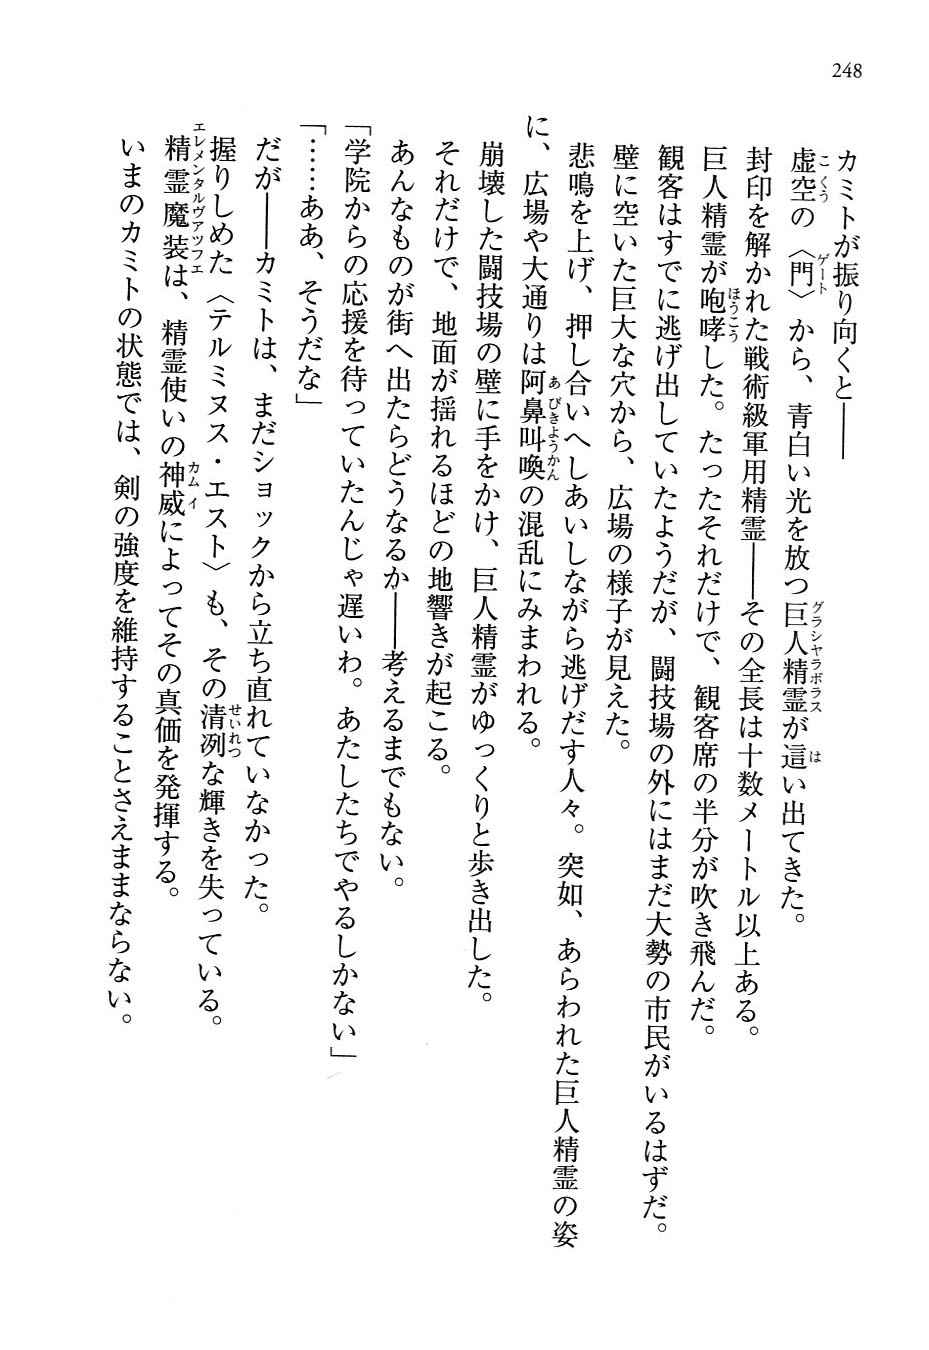 248
カミトが振り向くと――
虚空の〈門〉から、青白い光を放つ巨人精霊が這い出てきた。
封印を解かれた戦術級軍用精霊――その全長は十数メートル以上ある。
巨人精霊が咆哮した。たったそれだけで、観客席の半分が吹き飛んだ。
観客はすでに逃げ出していたようだが、闘技場の外にはまだ大勢の市民がいるはずだ。
壁に空いた巨大な穴から、広場の様子が見えた。
悲鳴を上げ、押し合いへしあいしながら逃げだす人々。突如、あらわれた巨人精霊の姿
に、広場や大通りは阿鼻叫喚の混乱にみまわれる。
崩壊した闘技場の壁に手をかけ、巨人精霊がゆっくりと歩き出した。
それだけで、地面が揺れるほどの地響きが起こる。
あんなものが街へ出たらどうなるか――考えるまでもない。
「学院からの応援を待っていたんじゃ遅いわ。あたしたちでやるしかない」
「……ああ、そうだな」
だが――カミトは、まだショックから立ち直れていなかった。
握りしめた〈テルミヌス・エスト〉も、その清冽な輝きを失っている。
精霊魔装は、精霊使いの神威によってその真価を発揮する。
いまのカミトの状態では、剣の強度を維持することさえままならない。